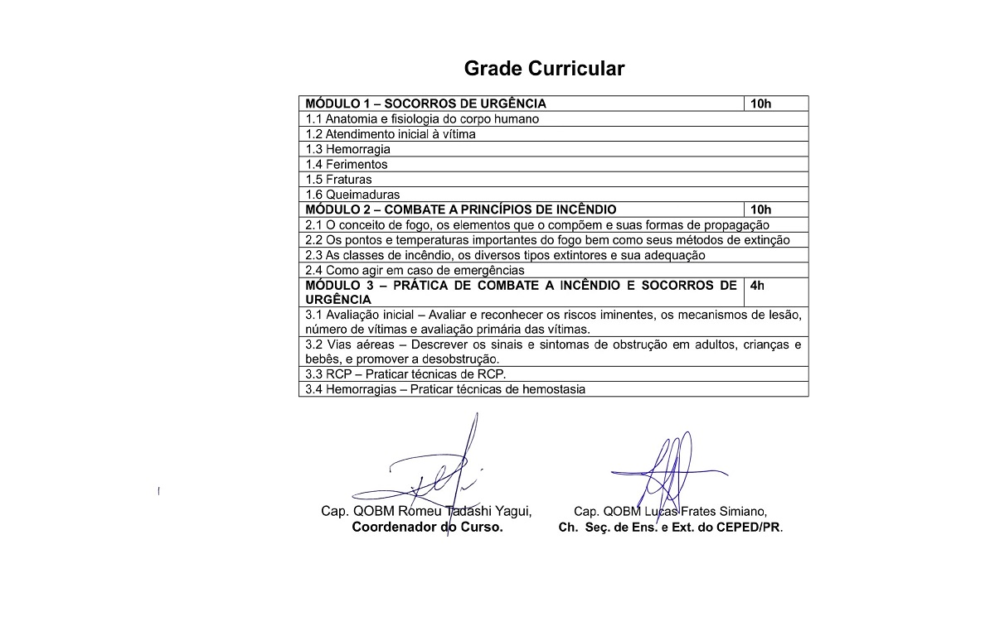 Grade Curricular
MÓDULO 1 – SOCORROS DE URGÊNCIA 10h
1.1 Anatomia e fisiologia do corpo humano
1.2 Atendimento inicial à vítima
1.3 Hemorragia
1.4 Ferimentos
1.5 Fraturas
1.6 Queimaduras
MÓDULO 2 – COMBATE A PRINCÍPIOS DE INCÊNDIO 10h
2.1 O conceito de fogo, os elementos que o compõem e suas formas de propagação
2.2 Os pontos e temperaturas importantes do fogo bem como seus métodos de extinção
2.3 As classes de incêndio, os diversos tipos extintores e sua adequação
2.4 Como agir em caso de emergências
MÓDULO 3 – PRÁTICA DE COMBATE A INCÊNDIO E SOCORROS DE 4h
URGÊNCIA
3.1 Avaliação inicial – Avaliar e reconhecer os riscos iminentes, os mecanismos de lesão,
número de vítimas e avaliação primária das vítimas.
3.2 Vias aéreas – Descrever os sinais e sintomas de obstrução em adultos, crianças e
bebês, e promover a desobstrução.
3.3 RCP – Praticar técnicas de RCP.
3.4 Hemorragias – Praticar técnicas de hemostasia
Cap. QOBM Romeu Tadashi Yagui, Cap. QOBM Lucas Frates Simiano,
Coordenador do Curso. Ch. Seç. de Ens. e Ext. do CEPED/PR.